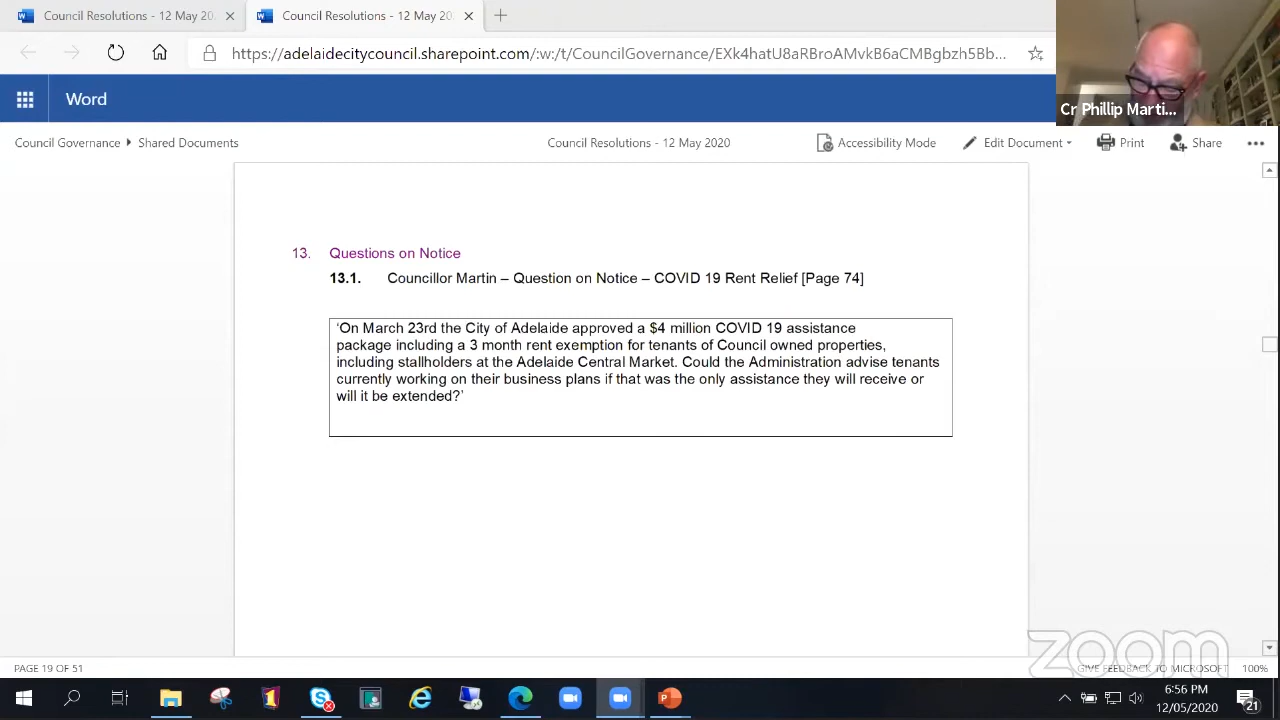 Council Resolutions - 12 May 20
Council Resolutions - 12 May 202
https://adelaidecitycouncil.sharepoint.com/:w:/t/CouncilGovernance/EXk4hatU8aRBroAMvkB6aCMBgbzh5Bb...
Word
Cr Phillip Marti...
Council Governance
Shared Documents
Council Resolutions - 12 May 2020
Accessibility Mode
Edit Document
Print
Share
13. Questions on Notice
13.1. Councillor Martin – Question on Notice – COVID 19 Rent Relief [Page 74]
‘On March 23rd the City of Adelaide approved a $4 million COVID 19 assistance
package including a 3 month rent exemption for tenants of Council owned properties,
including stallholders at the Adelaide Central Market. Could the Administration advise tenants
currently working on their business plans if that was the only assistance they will receive or
will it be extended?’
zoom
PAGE 19 OF 51
GIVE FEEDBACK TO MICROSOFT
100%
6:56 PM
12/05/2020
21